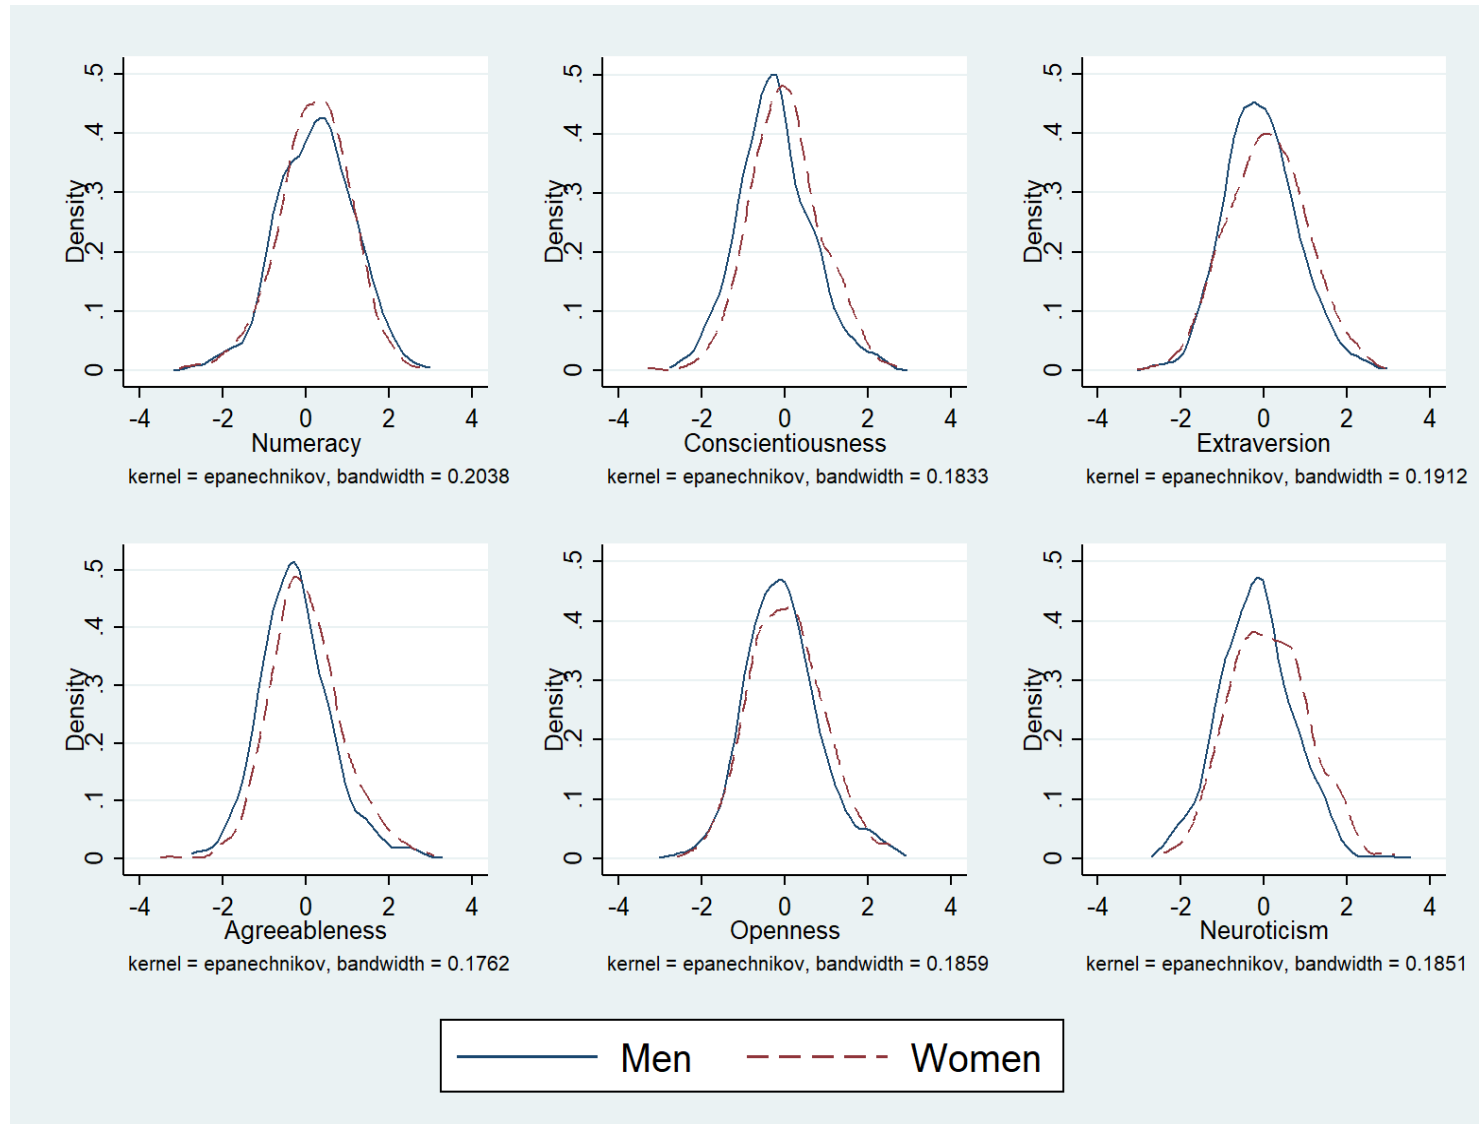 Density
0 .1 .2 .3 .4 .5
-4 -2 0 2 4
Numeracy
kernel = epanechnikov, bandwidth = 0.2038
Density
0 .1 .2 .3 .4 .5
-4 -2 0 2 4
Conscientiousness
kernel = epanechnikov, bandwidth = 0.1833
Density
0 .1 .2 .3 .4 .5
-4 -2 0 2 4
Extraversion
kernel = epanechnikov, bandwidth = 0.1912
Density
0 .1 .2 .3 .4 .5
-4 -2 0 2 4
Agreeableness
kernel = epanechnikov, bandwidth = 0.1762
Density
0 .1 .2 .3 .4 .5
-4 -2 0 2 4
Openness
kernel = epanechnikov, bandwidth = 0.1859
Density
0 .1 .2 .3 .4 .5
-4 -2 0 2 4
Neuroticism
kernel = epanechnikov, bandwidth = 0.1851
Men Women